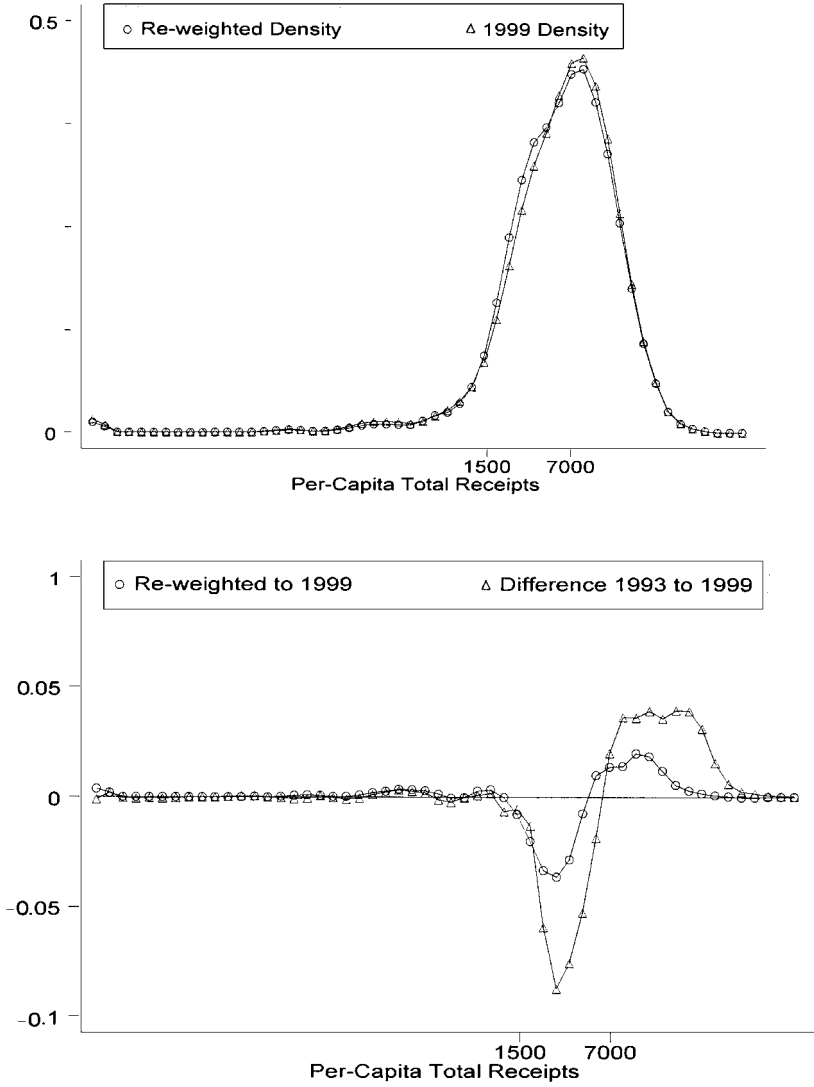 0.5
Re-weighted Density 1999 Density
0
1500 7000
Per-Capita Total Receipts
1
Re-weighted to 1999 Difference 1993 to 1999
0.05
0
-0.05
-0.1
1500 7000
Per-Capita Total Receipts